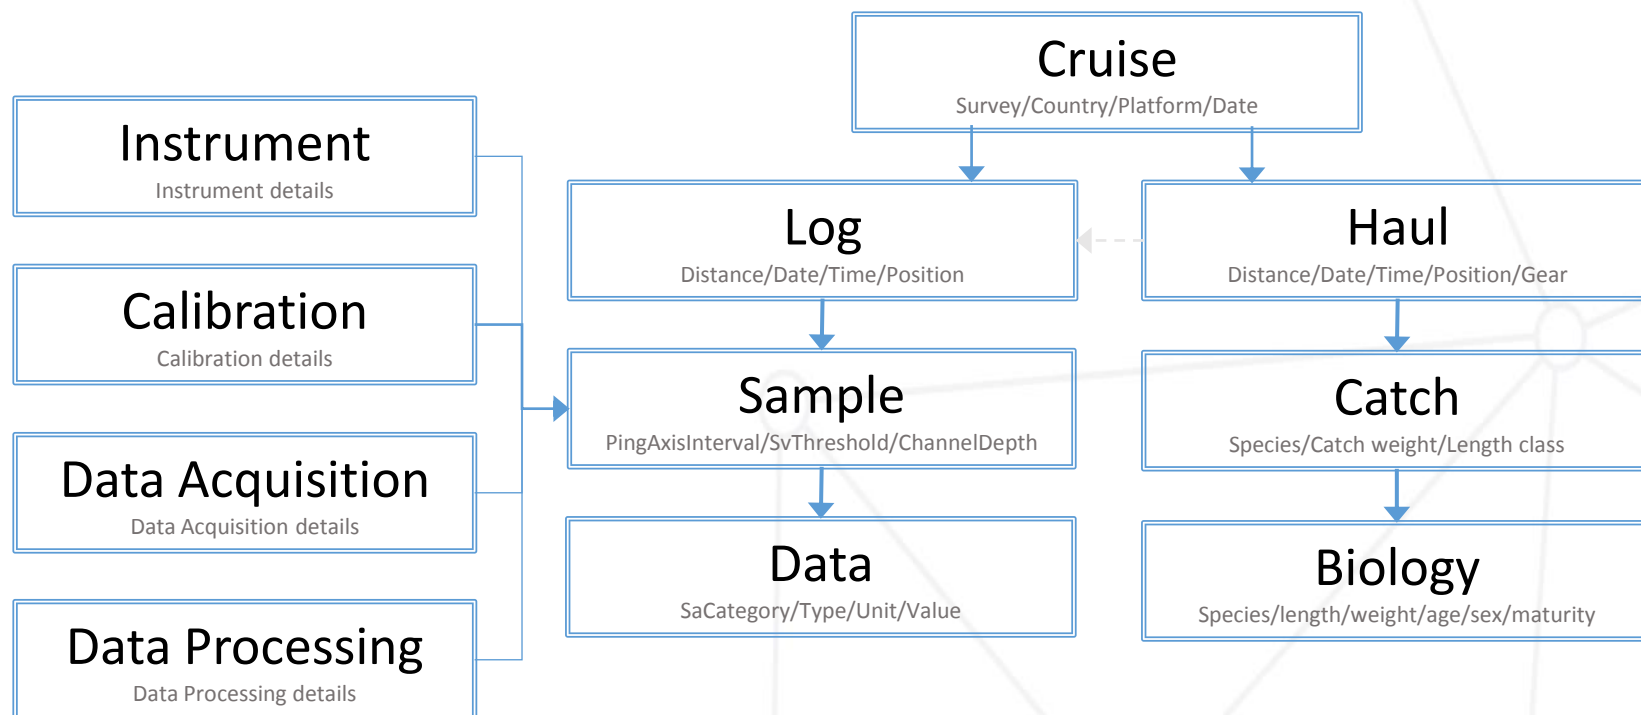 Cruise
Survey/Country/Platform/Date
Instrument
Instrument details
Calibration
Calibration details
Data Acquisition
Data Acquisition details
Data Processing
Data Processing details
Log
Distance/Date/Time/Position
Sample
PingAxisInterval/SvThreshold/ChannelDepth
Data
SaCategory/Type/Unit/Value
Haul
Distance/Date/Time/Position/Gear
Catch
Species/Catch weight/Length class
Biology
Species/length/weight/age/sex/maturity